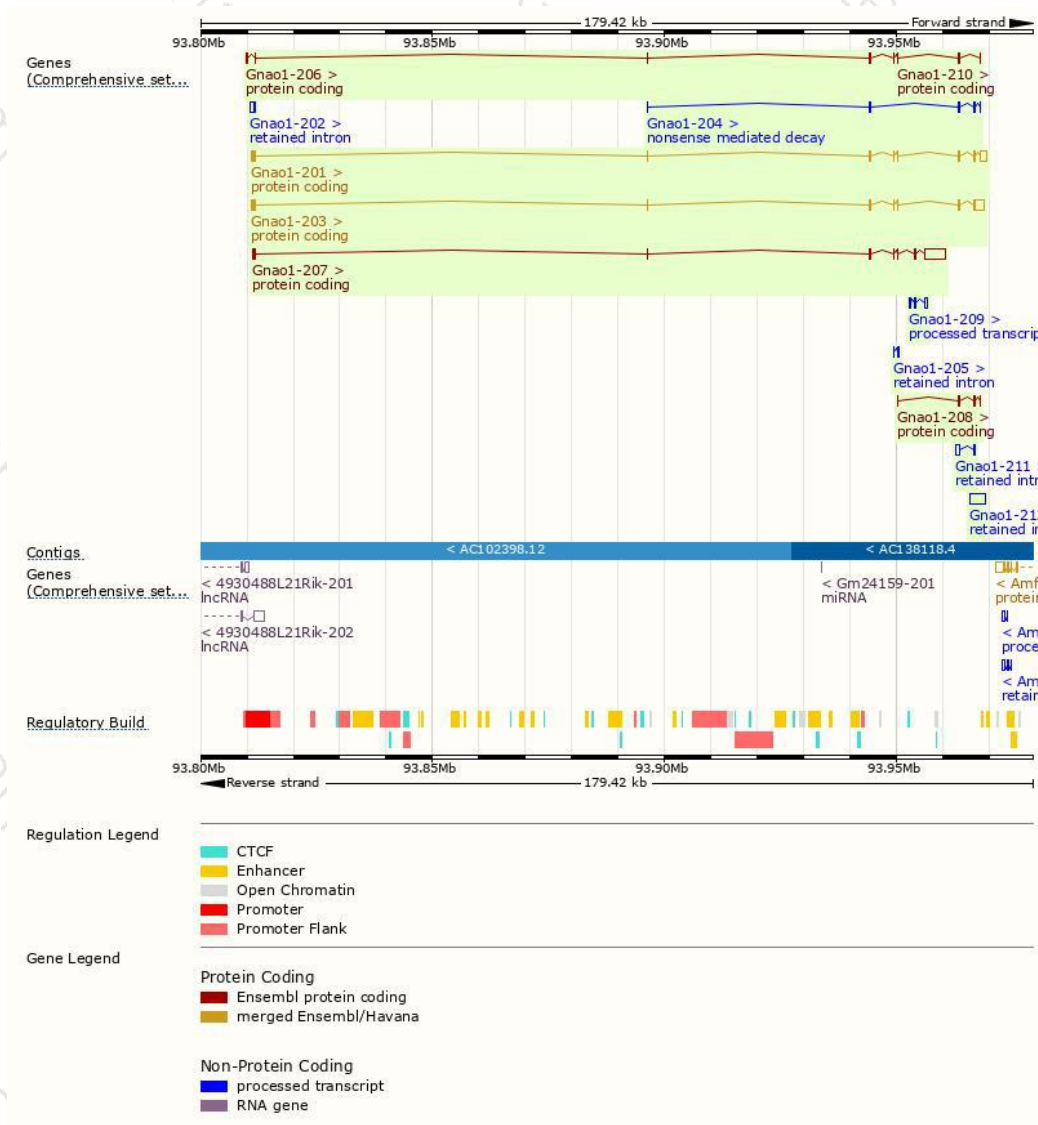 179.42 kb
Forward strand
93.80Mb 93.85Mb 93.90Mb 93.95Mb
Genes
(Comprehensive set...
Gnao1-206 >
protein coding
Gnao1-210 >
protein coding
Gnao1-202 >
retained intron
Gnao1-204 >
nonsense mediated decay
Gnao1-201 >
protein coding
Gnao1-203 >
protein coding
Gnao1-207 >
protein coding
Gnao1-209 >
processed transcrip
Gnao1-205 >
retained intron
Gnao1-208 >
protein coding
Gnao1-211
retained intr
Gnao1-21
retained i
Contigs
< AC102398.12
< AC138118.4
Genes
(Comprehensive set...
< 4930488L21Rik-201
lncRNA
< Gm24159-201
miRNA
< Amf
protein
< 4930488L21Rik-202
lncRNA
< Am
proce
< Am
retain
Regulatory Build
93.80Mb 93.85Mb 93.90Mb 93.95Mb
Reverse strand
179.42 kb
Regulation Legend
CTCF
Enhancer
Open Chromatin
Promoter
Promoter Flank
Gene Legend
Protein Coding
Ensembl protein coding
merged Ensembl/Havana
Non-Protein Coding
processed transcript
RNA gene